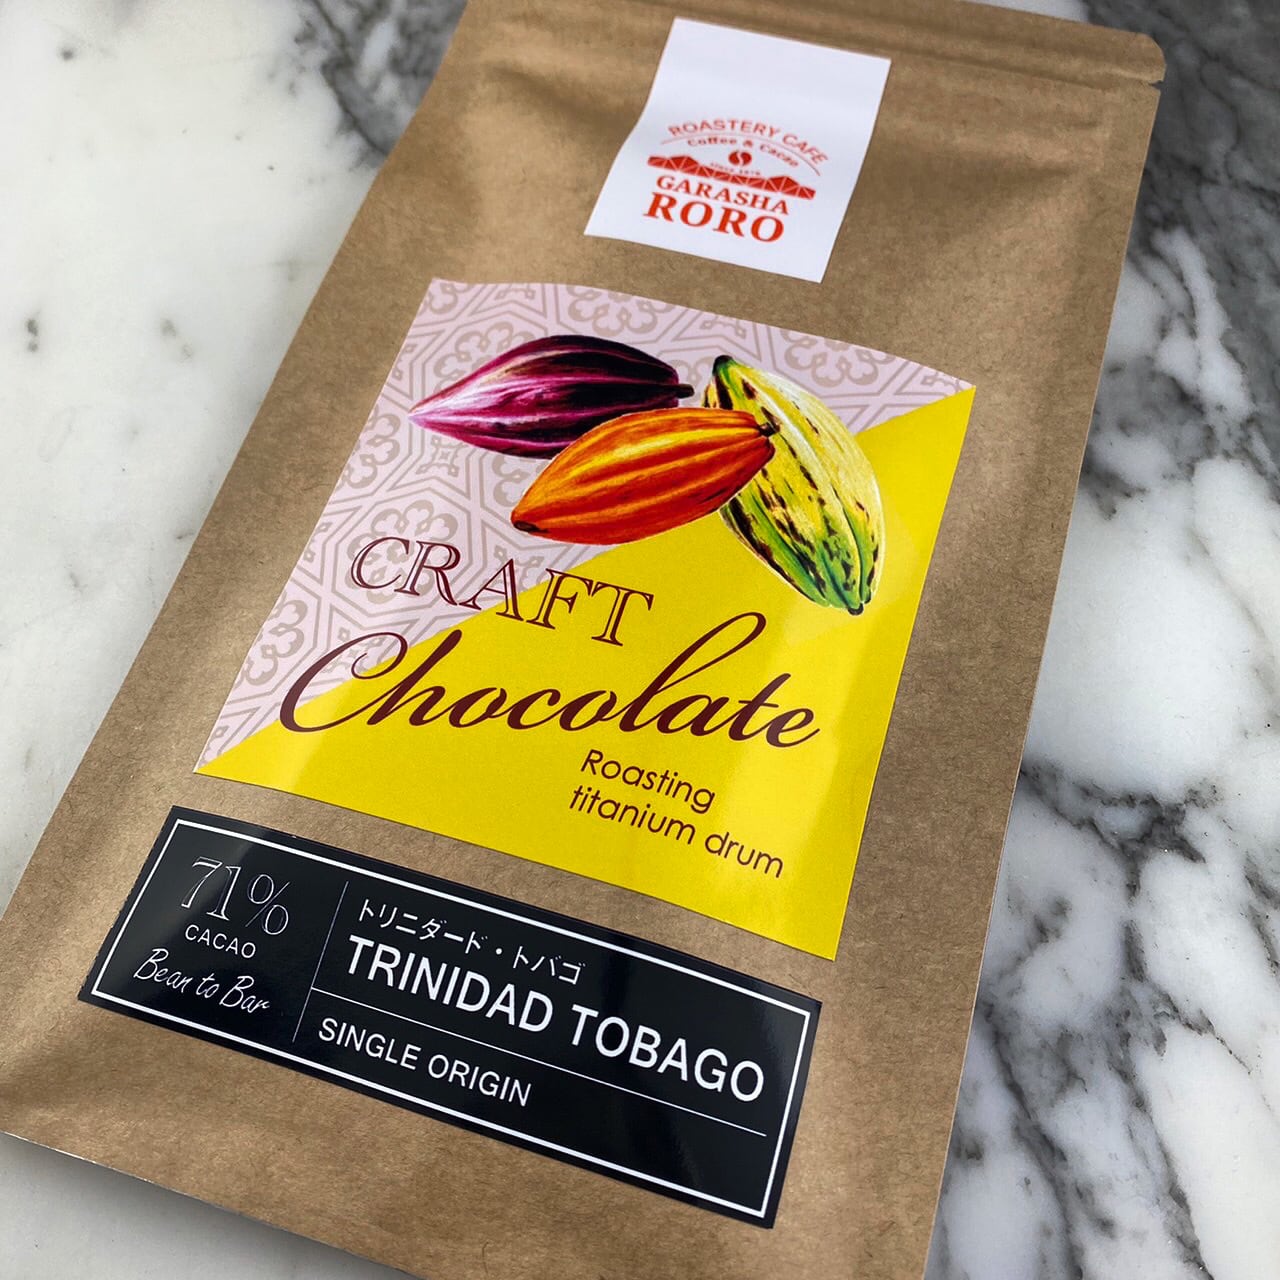 ROASTERY CAFE
Coffee & Cacao
GARASHA
RORO
CRAFT
Chocolate
Roasting
titanium drum
71%
CACAO
Bean to Bar
トリニダード・トバゴ
TRINIDAD TOBAGO
SINGLE ORIGIN